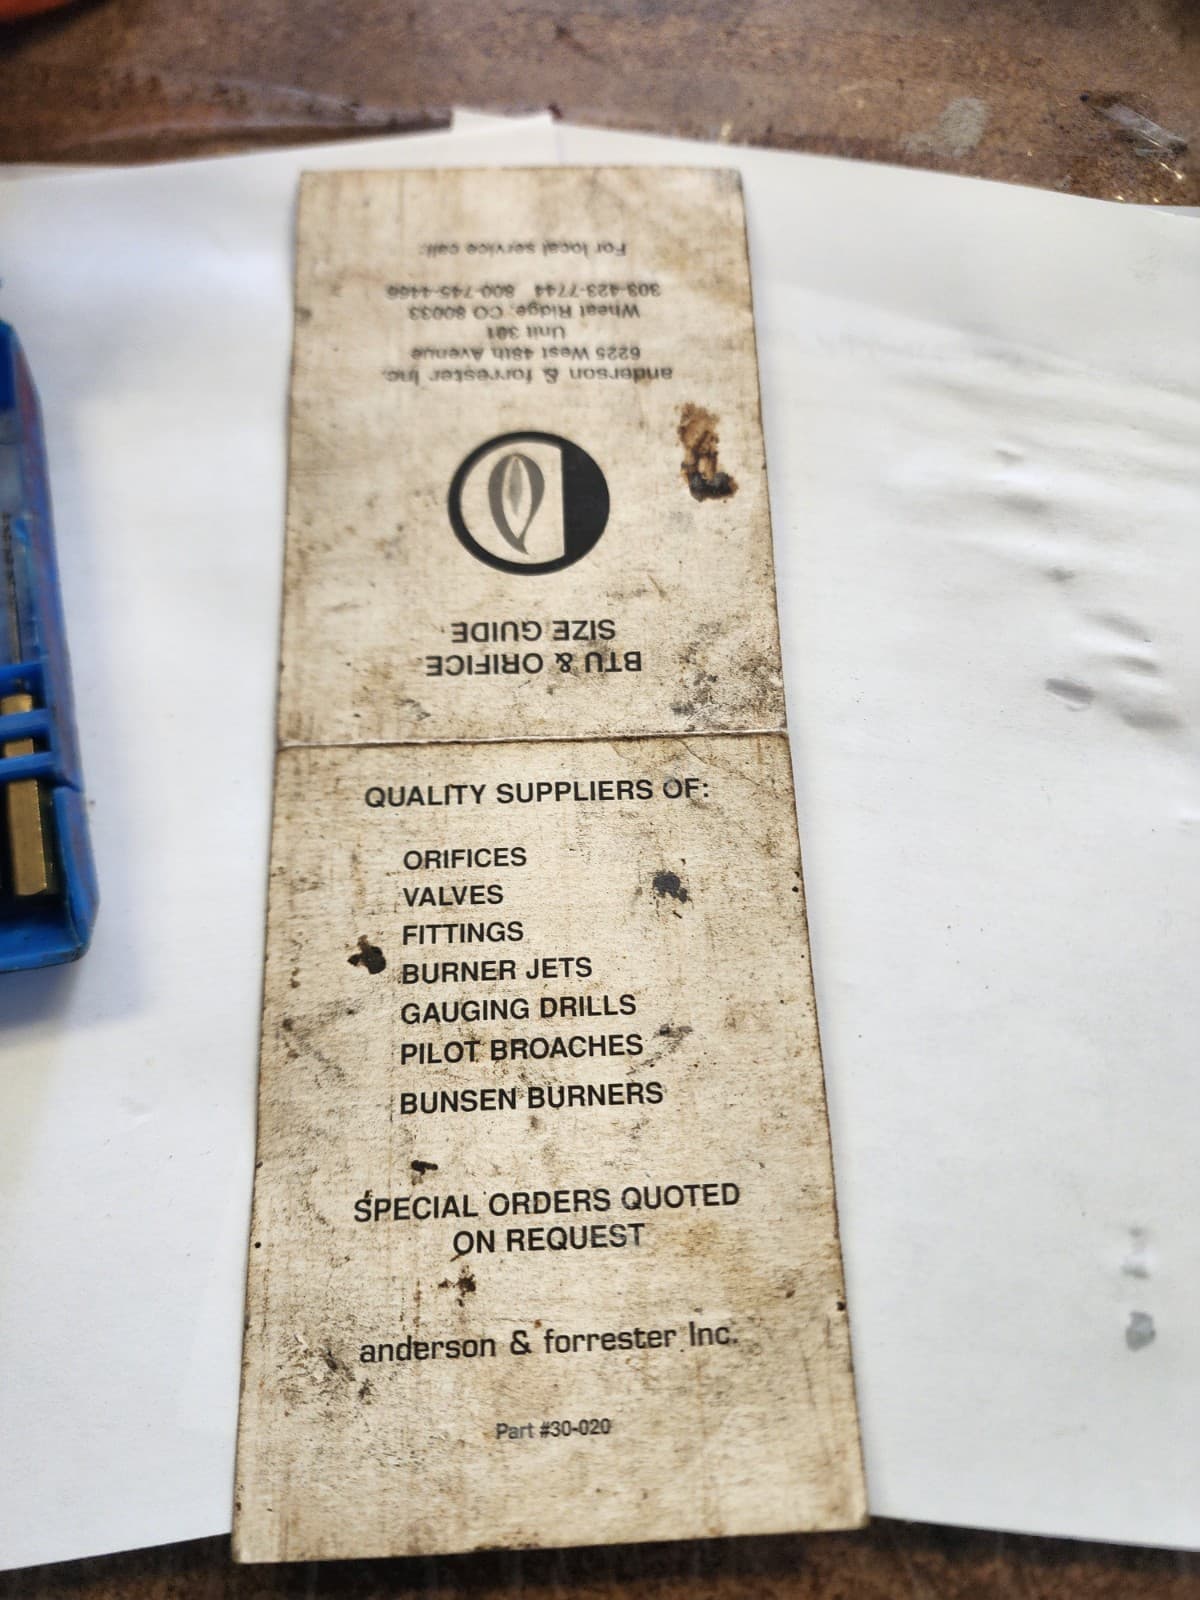 For local service call:
303-423-7744 800-745-4466
Wheat Ridge, CO 80033
Unit 301
6225 West 48th Avenue
anderson & forrester Inc.
SIZE GUIDE
BTU & ORIFICE
QUALITY SUPPLIERS OF:
ORIFICES
VALVES
FITTINGS
BURNER JETS
GAUGING DRILLS
PILOT BROACHES
BUNSEN BURNERS
SPECIAL ORDERS QUOTED
ON REQUEST
anderson & forrester Inc.
Part #30-020